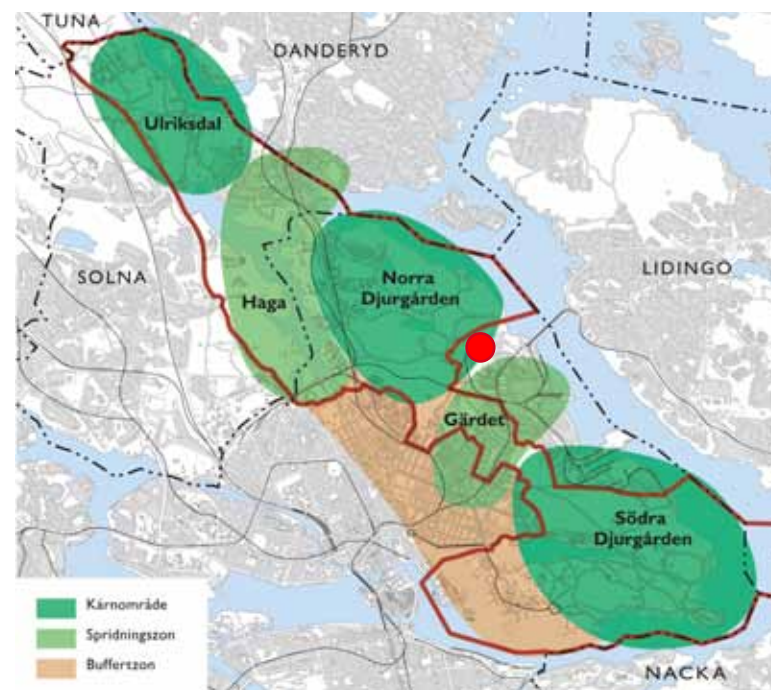 TUNA
DANDERYD
Ulriksdal
SOLNA
Haga
Norra
Djurgården
LIDINGÖ
Gärdet
Södra
Djurgården
Kärnområde
Spridningszon
Buffertzon
NACKA